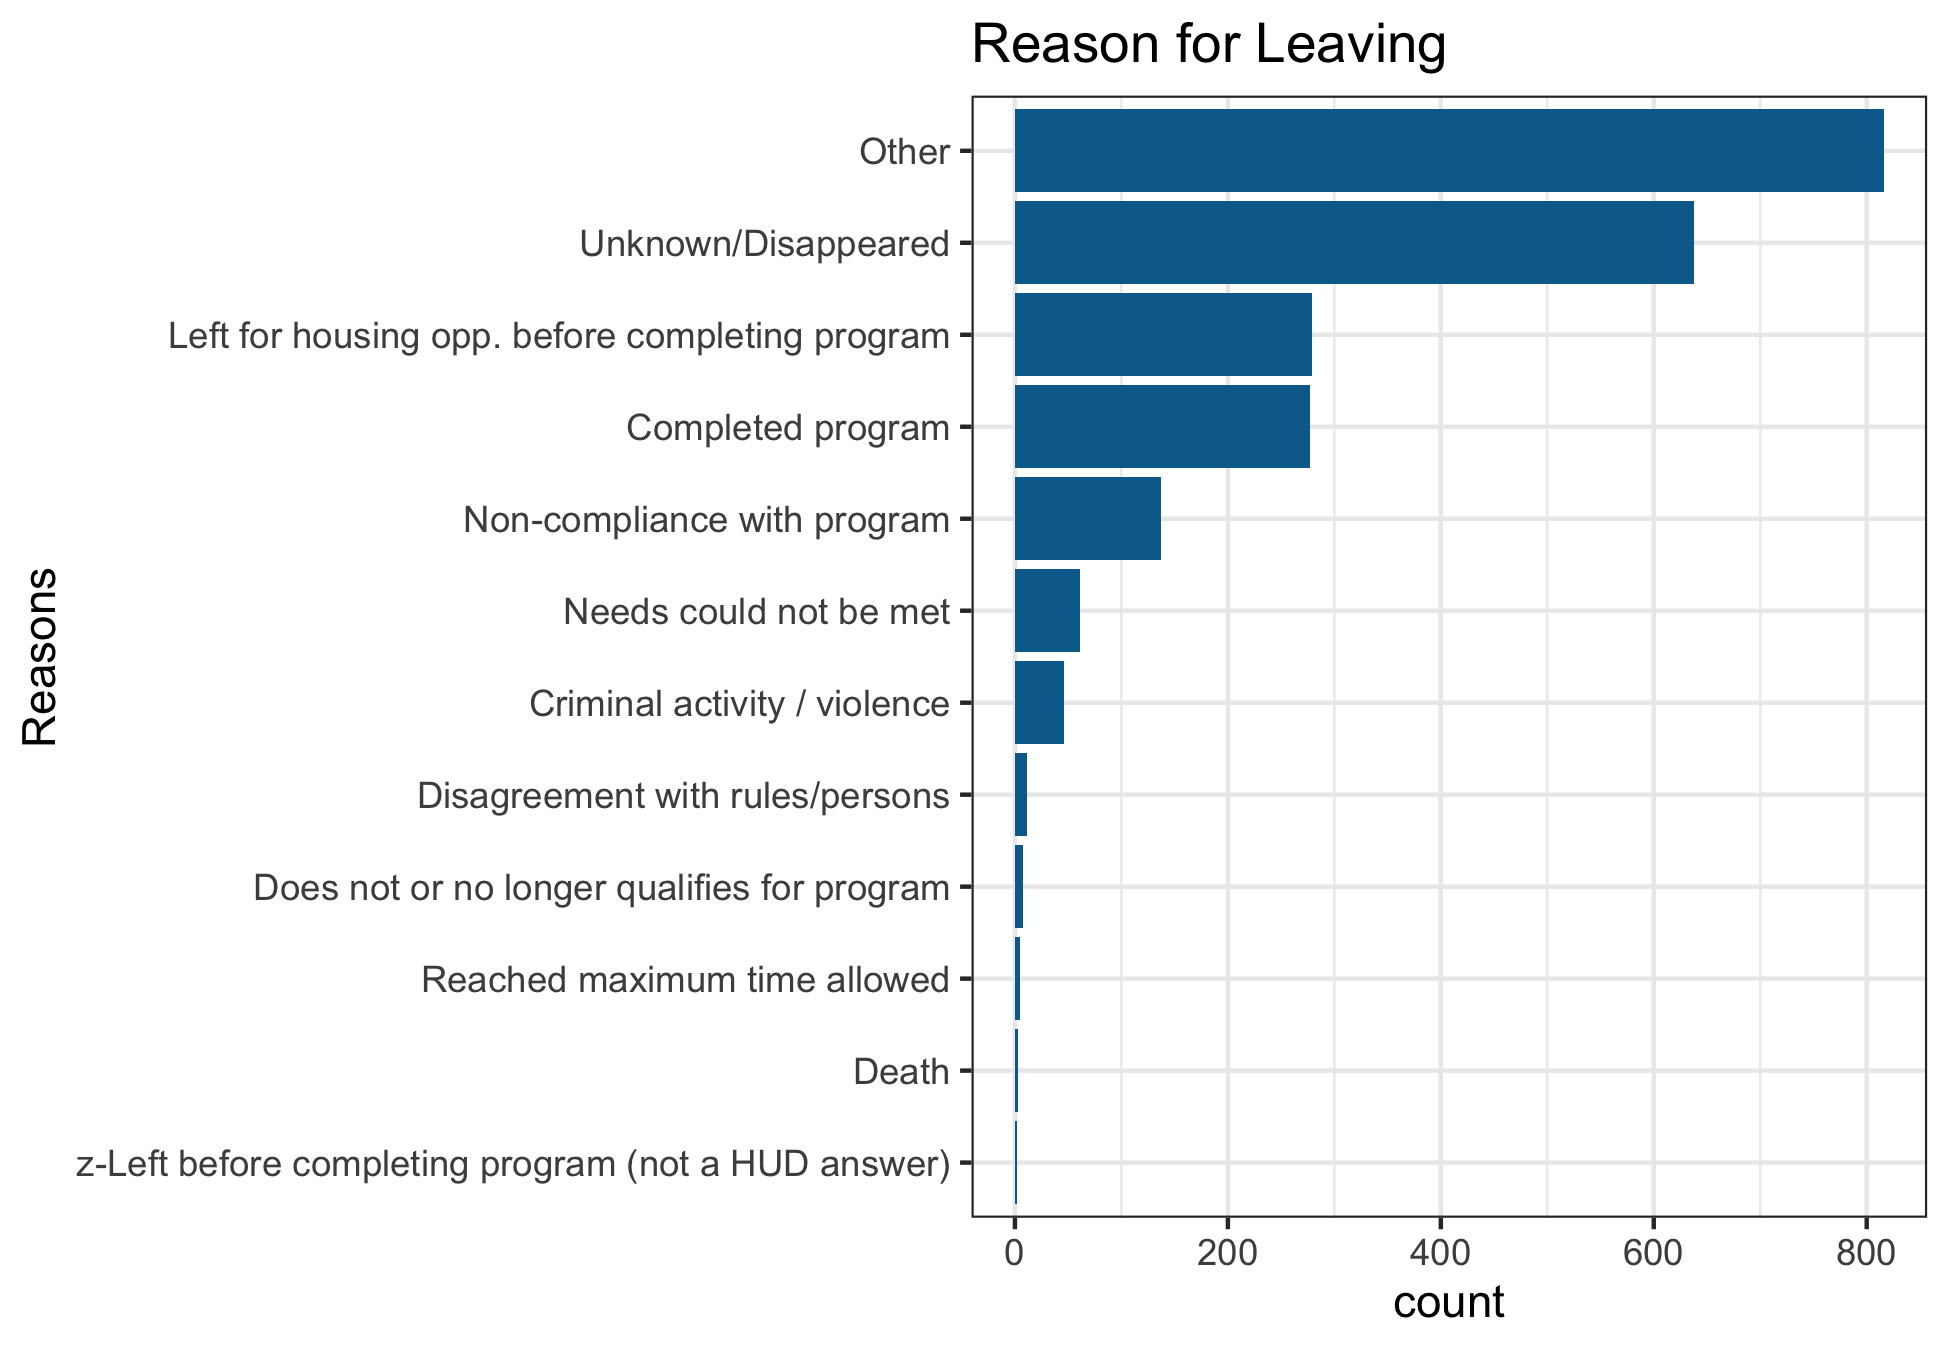 Reason for Leaving
Other
Unknown/Disappeared
Left for housing opp. before completing program
Completed program
Non-compliance with program
Needs could not be met
Criminal activity / violence
Disagreement with rules/persons
Does not or no longer qualifies for program
Reached maximum time allowed
Death
z-Left before completing program (not a HUD answer)
Reasons
0 200 400 600 800
count